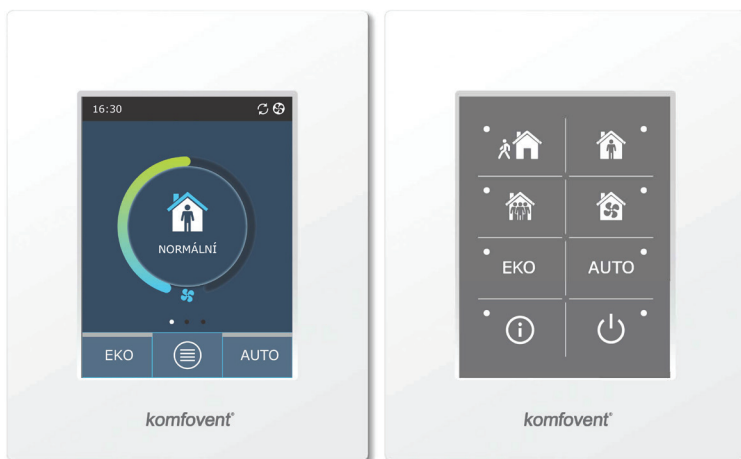 16:30
NORMÁLNÍ
EKO AUTO
komfovent®
EKO AUTO
komfovent®